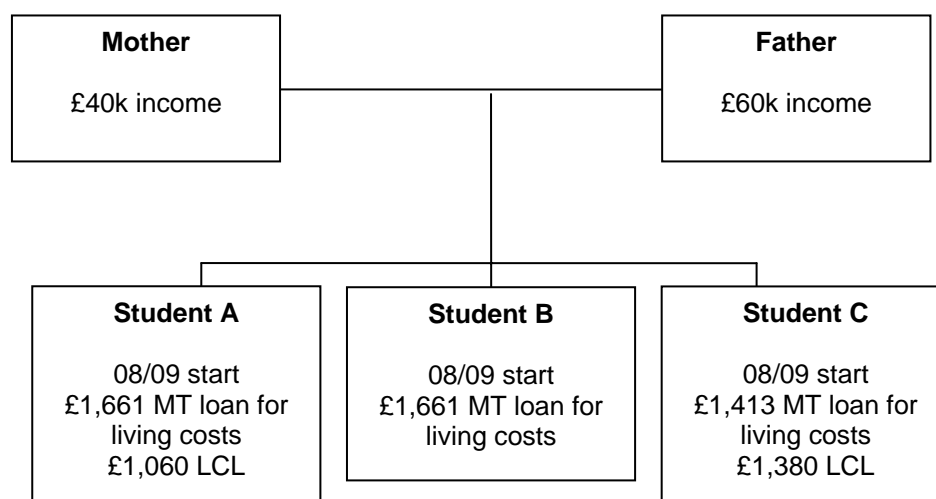 Mother
£40k income
Father
£60k income
Student A
08/09 start
£1,661 MT loan for
living costs
£1,060 LCL
Student B
08/09 start
£1,661 MT loan for
living costs
Student C
08/09 start
£1,413 MT loan for
living costs
£1,380 LCL